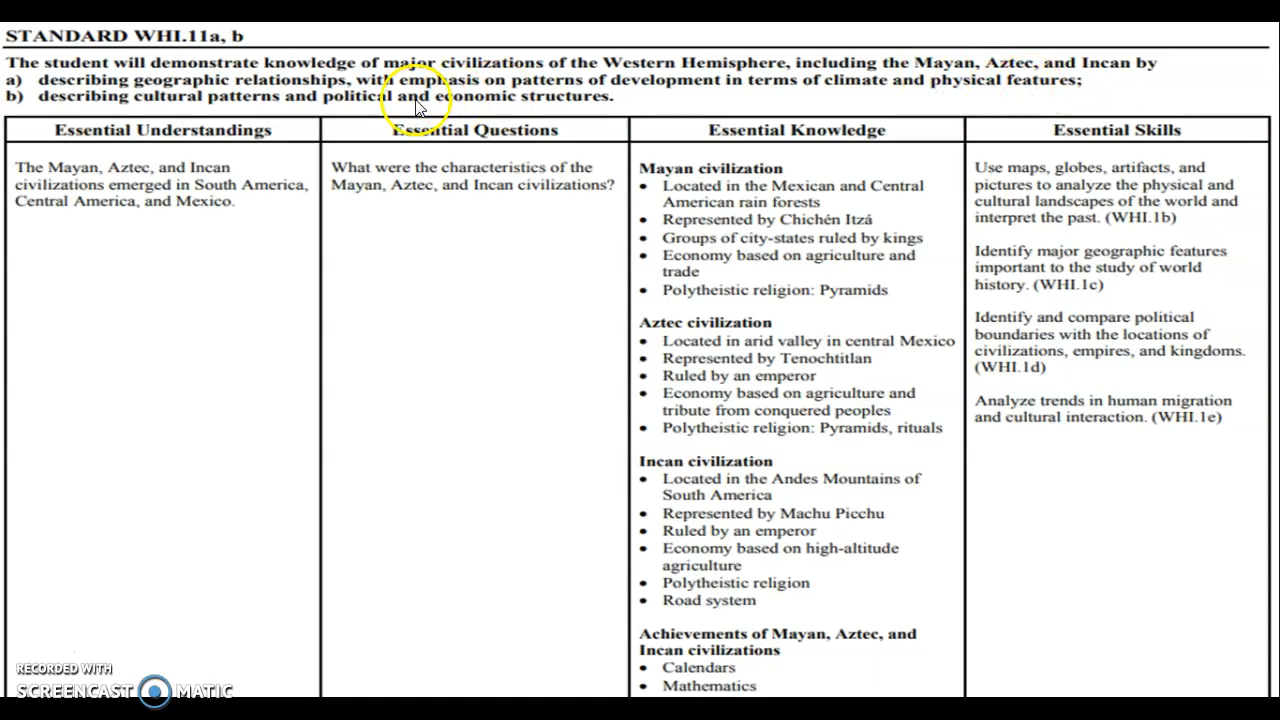 STANDARD WHI.11a, b
The student will demonstrate knowledge of major civilizations of the Western Hemisphere, including the Mayan, Aztec, and Incan by
a) describing geographic relationships, with emphasis on patterns of development in terms of climate and physical features;
b) describing cultural patterns and political and economic structures.
Essential Understandings
The Mayan, Aztec, and Incan
civilizations emerged in South America,
Central America, and Mexico.
Essential Questions
What were the characteristics of the
Mayan, Aztec, and Incan civilizations?
Essential Knowledge
Mayan civilization
• Located in the Mexican and Central
American rain forests
• Represented by Chichén Itzá
• Groups of city-states ruled by kings
• Economy based on agriculture and
trade
• Polytheistic religion: Pyramids
Aztec civilization
• Located in arid valley in central Mexico
• Represented by Tenochtitlan
• Ruled by an emperor
• Economy based on agriculture and
tribute from conquered peoples
• Polytheistic religion: Pyramids, rituals
Incan civilization
• Located in the Andes Mountains of
South America
• Represented by Machu Picchu
• Ruled by an emperor
• Economy based on high-altitude
agriculture
• Polytheistic religion
• Road system
Achievements of Mayan, Aztec, and
Incan civilizations
• Calendars
• Mathematics
Essential Skills
Use maps, globes, artifacts, and
pictures to analyze the physical and
cultural landscapes of the world and
interpret the past. (WHI.1b)
Identify major geographic features
important to the study of world
history. (WHI.1c)
Identify and compare political
boundaries with the locations of
civilizations, empires, and kingdoms.
(WHI.1d)
Analyze trends in human migration
and cultural interaction. (WHI.1e)
RECORDED WITH
SCREENCAST MATIC